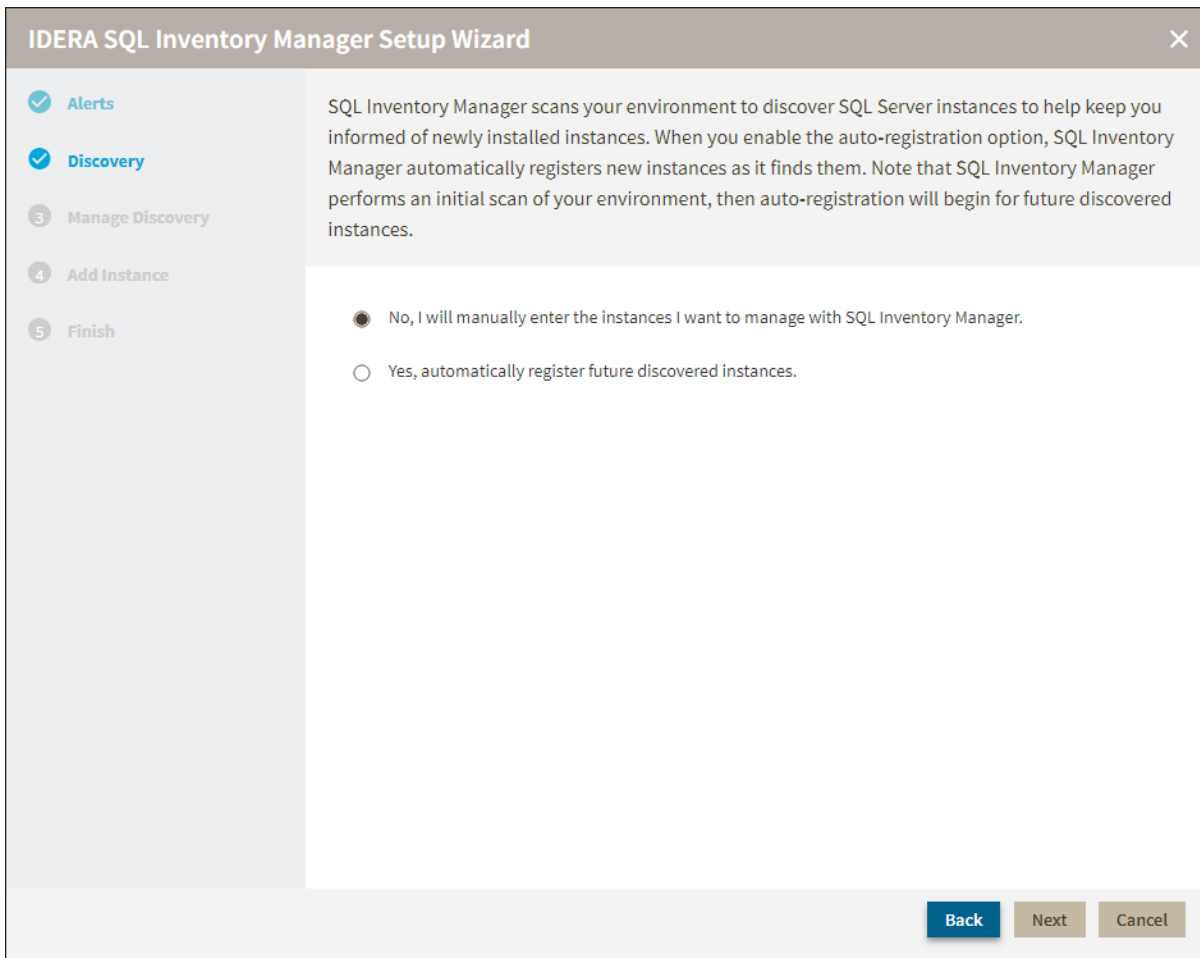 IDERA SQL Inventory Manager Setup Wizard
Alerts
Discovery
3 Manage Discovery
4 Add Instance
5 Finish
SQL Inventory Manager scans your environment to discover SQL Server instances to help keep you
informed of newly installed instances. When you enable the auto-registration option, SQL Inventory
Manager automatically registers new instances as it finds them. Note that SQL Inventory Manager
performs an initial scan of your environment, then auto-registration will begin for future discovered
instances.
No, I will manually enter the instances I want to manage with SQL Inventory Manager.
Yes, automatically register future discovered instances.
Back Next Cancel